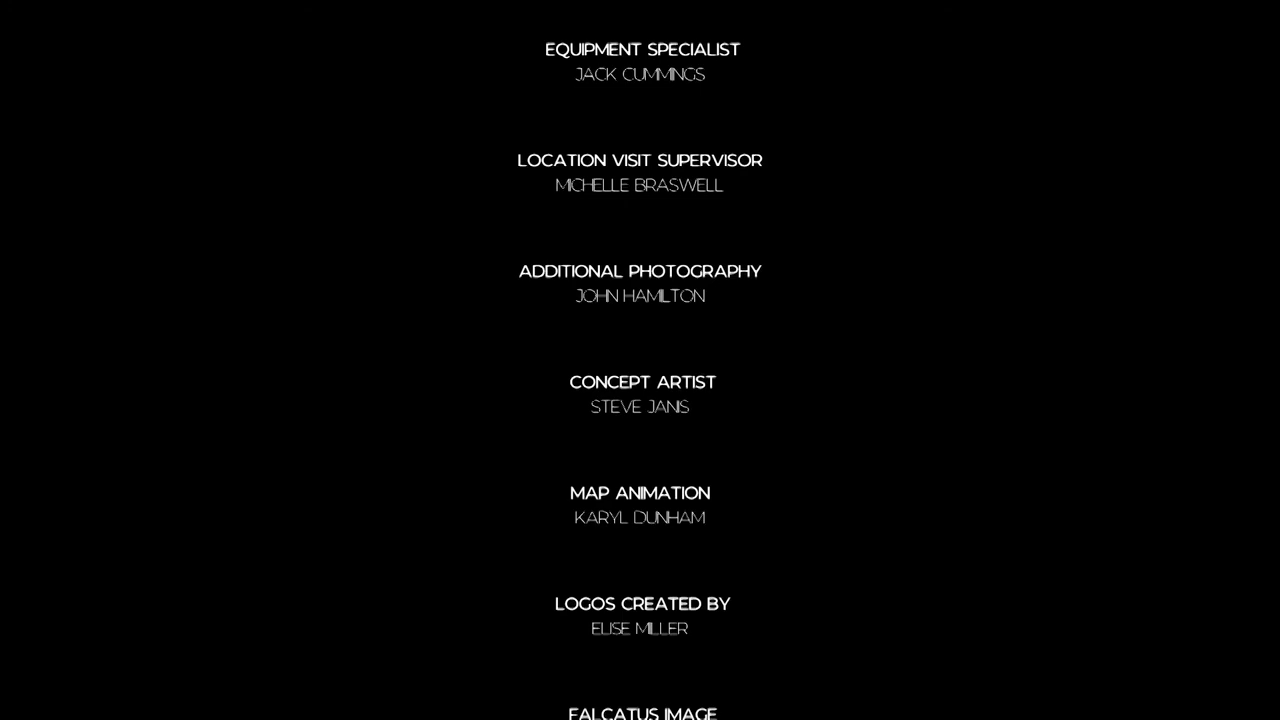 EQUIPMENT SPECIALIST
JACK CUMMINGS
LOCATION VISIT SUPERVISOR
MICHELLE BRASWELL
ADDITIONAL PHOTOGRAPHY
JOHN HAMILTON
CONCEPT ARTIST
STEVE JANIS
MAP ANIMATION
KARYL DUNHAM
LOGOS CREATED BY
ELISE MILLER
FALCATUS IMAGE